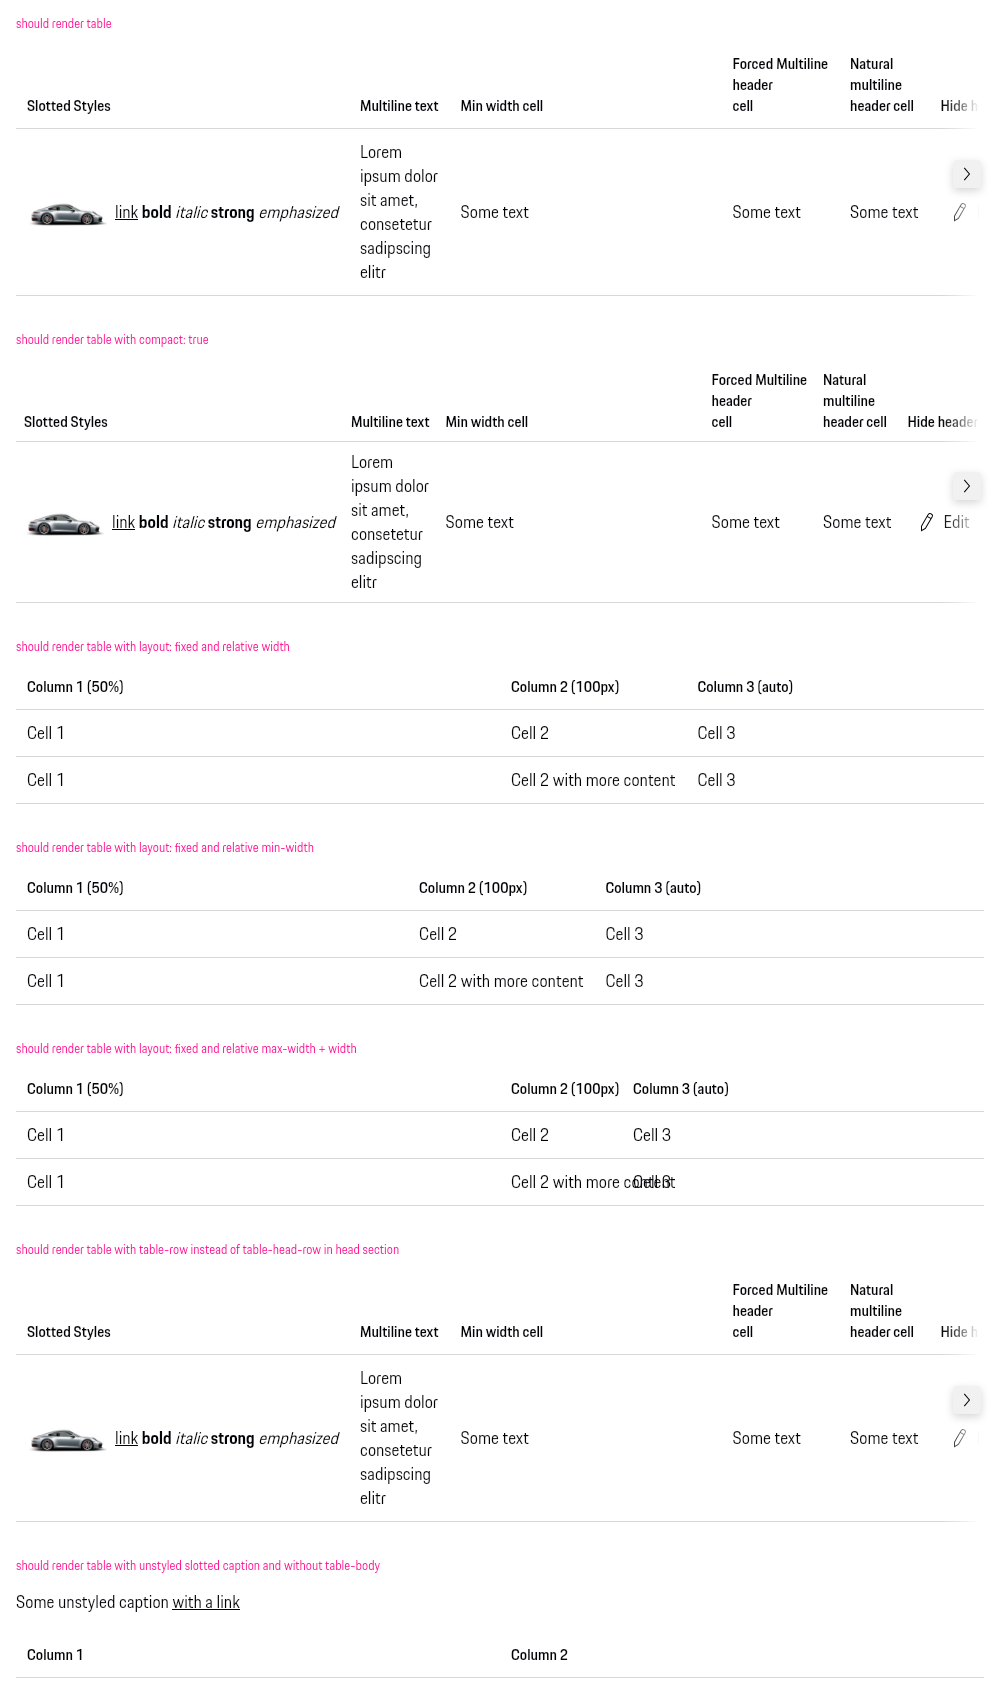 should render table
Slotted Styles
Multiline text
Min width cell
Forced Multiline
header
cell
Natural
multiline
header cell
Hide h
link bold italic strong emphasized
Lorem
ipsum dolor
sit amet,
consetetur
sadipscing
elitr
Some text
Some text
Some text
should render table with compact: true
Slotted Styles
Multiline text
Min width cell
Forced Multiline
header
cell
Natural
multiline
header cell
Hide header
link bold italic strong emphasized
Lorem
ipsum dolor
sit amet,
consetetur
sadipscing
elitr
Some text
Some text
Some text
Edit
should render table with layout: fixed and relative width
Column 1 (50%) Column 2 (100px) Column 3 (auto)
Cell 1 Cell 2 Cell 3
Cell 1 Cell 2 with more content Cell 3
should render table with layout: fixed and relative min-width
Column 1 (50%) Column 2 (100px) Column 3 (auto)
Cell 1 Cell 2 Cell 3
Cell 1 Cell 2 with more content Cell 3
should render table with layout: fixed and relative max-width + width
Column 1 (50%) Column 2 (100px) Column 3 (auto)
Cell 1 Cell 2 Cell 3
Cell 1 Cell 2 with more content Cell 3
should render table with table-row instead of table-head-row in head section
Slotted Styles
Multiline text
Min width cell
Forced Multiline
header
cell
Natural
multiline
header cell
Hide h
link bold italic strong emphasized
Lorem
ipsum dolor
sit amet,
consetetur
sadipscing
elitr
Some text
Some text
Some text
should render table with unstyled slotted caption and without table-body
Some unstyled caption with a link
Column 1 Column 2